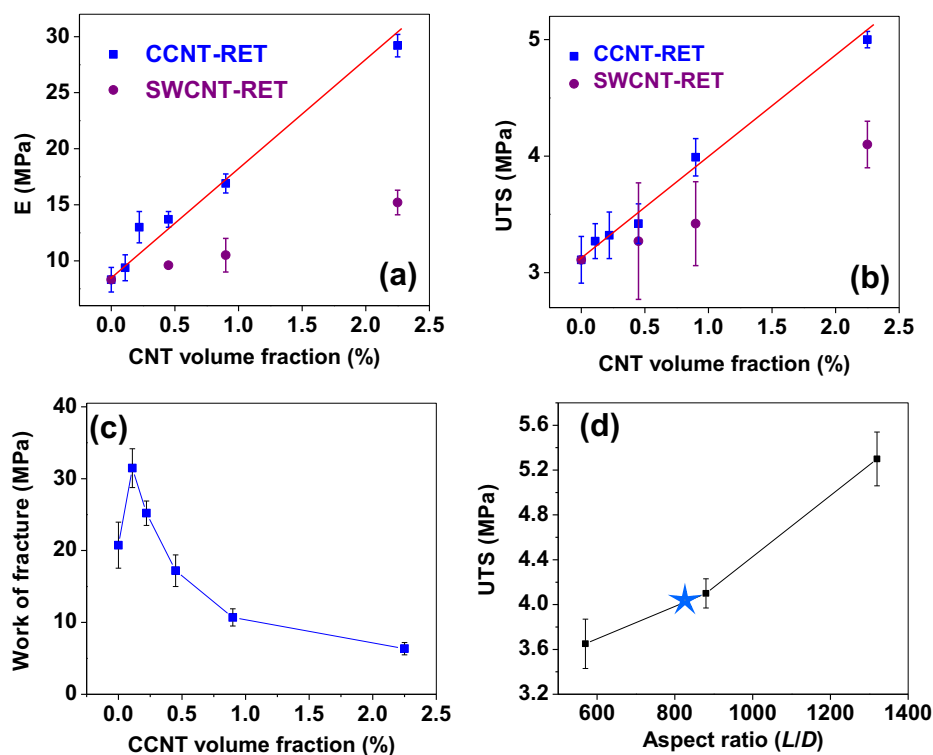 30
25
20
15
10
E (MPa)
CCNT-RET
SWCNT-RET
(a)
0.0 0.5 1.0 1.5 2.0 2.5
CNT volume fraction (%)
5
4
3
UTS (MPa)
CCNT-RET
SWCNT-RET
(b)
0.0 0.5 1.0 1.5 2.0 2.5
CNT volume fraction (%)
40
30
20
10
0
Work of fracture (MPa)
(c)
0.0 0.5 1.0 1.5 2.0 2.5
CCNT volume fraction (%)
5.6
5.2
4.8
4.4
4.0
3.6
3.2
UTS (MPa)
(d)
600 800 1000 1200 1400
Aspect ratio (L/D)